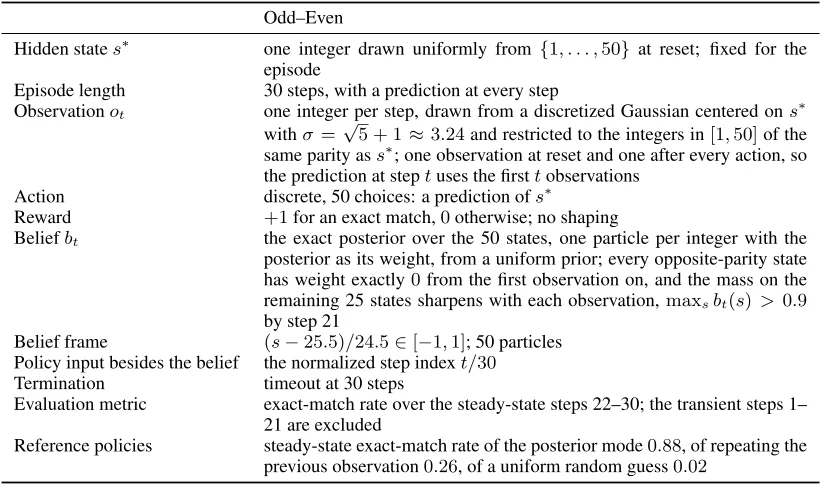 Odd–Even
Hidden state s* one integer drawn uniformly from {1, . . . , 50} at reset; fixed for the
episode
Episode length 30 steps, with a prediction at every step
Observation oₜ one integer per step, drawn from a discretized Gaussian centered on s*
with σ = √5 + 1 ≈ 3.24 and restricted to the integers in [1, 50] of the
same parity as s*; one observation at reset and one after every action, so
the prediction at step t uses the first t observations
Action discrete, 50 choices: a prediction of s*
Reward +1 for an exact match, 0 otherwise; no shaping
Belief bₜ the exact posterior over the 50 states, one particle per integer with the
posterior as its weight, from a uniform prior; every opposite-parity state
has weight exactly 0 from the first observation on, and the mass on the
remaining 25 states sharpens with each observation, maxₛ bₜ(s) > 0.9
by step 21
Belief frame (s − 25.5)/24.5 ∈ [−1, 1]; 50 particles
Policy input besides the belief the normalized step index t/30
Termination timeout at 30 steps
Evaluation metric exact-match rate over the steady-state steps 22–30; the transient steps 1–
21 are excluded
Reference policies steady-state exact-match rate of the posterior mode 0.88, of repeating the
previous observation 0.26, of a uniform random guess 0.02